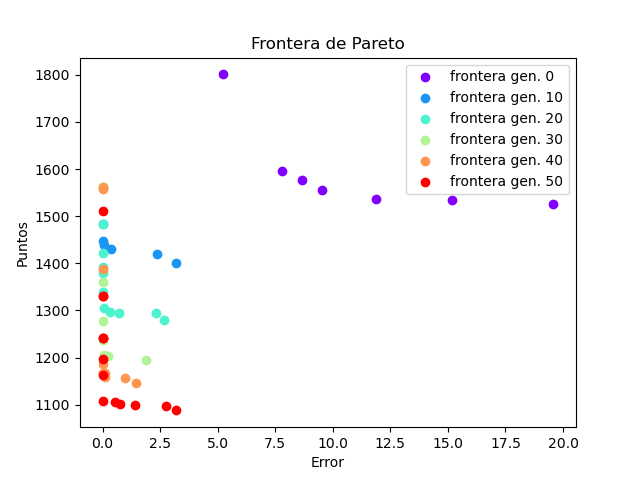 Frontera de Pareto
1800
1700
1600
1500
1400
1300
1200
1100
Puntos
frontera gen. 0
frontera gen. 10
frontera gen. 20
frontera gen. 30
frontera gen. 40
frontera gen. 50
0.0 2.5 5.0 7.5 10.0 12.5 15.0 17.5 20.0
Error